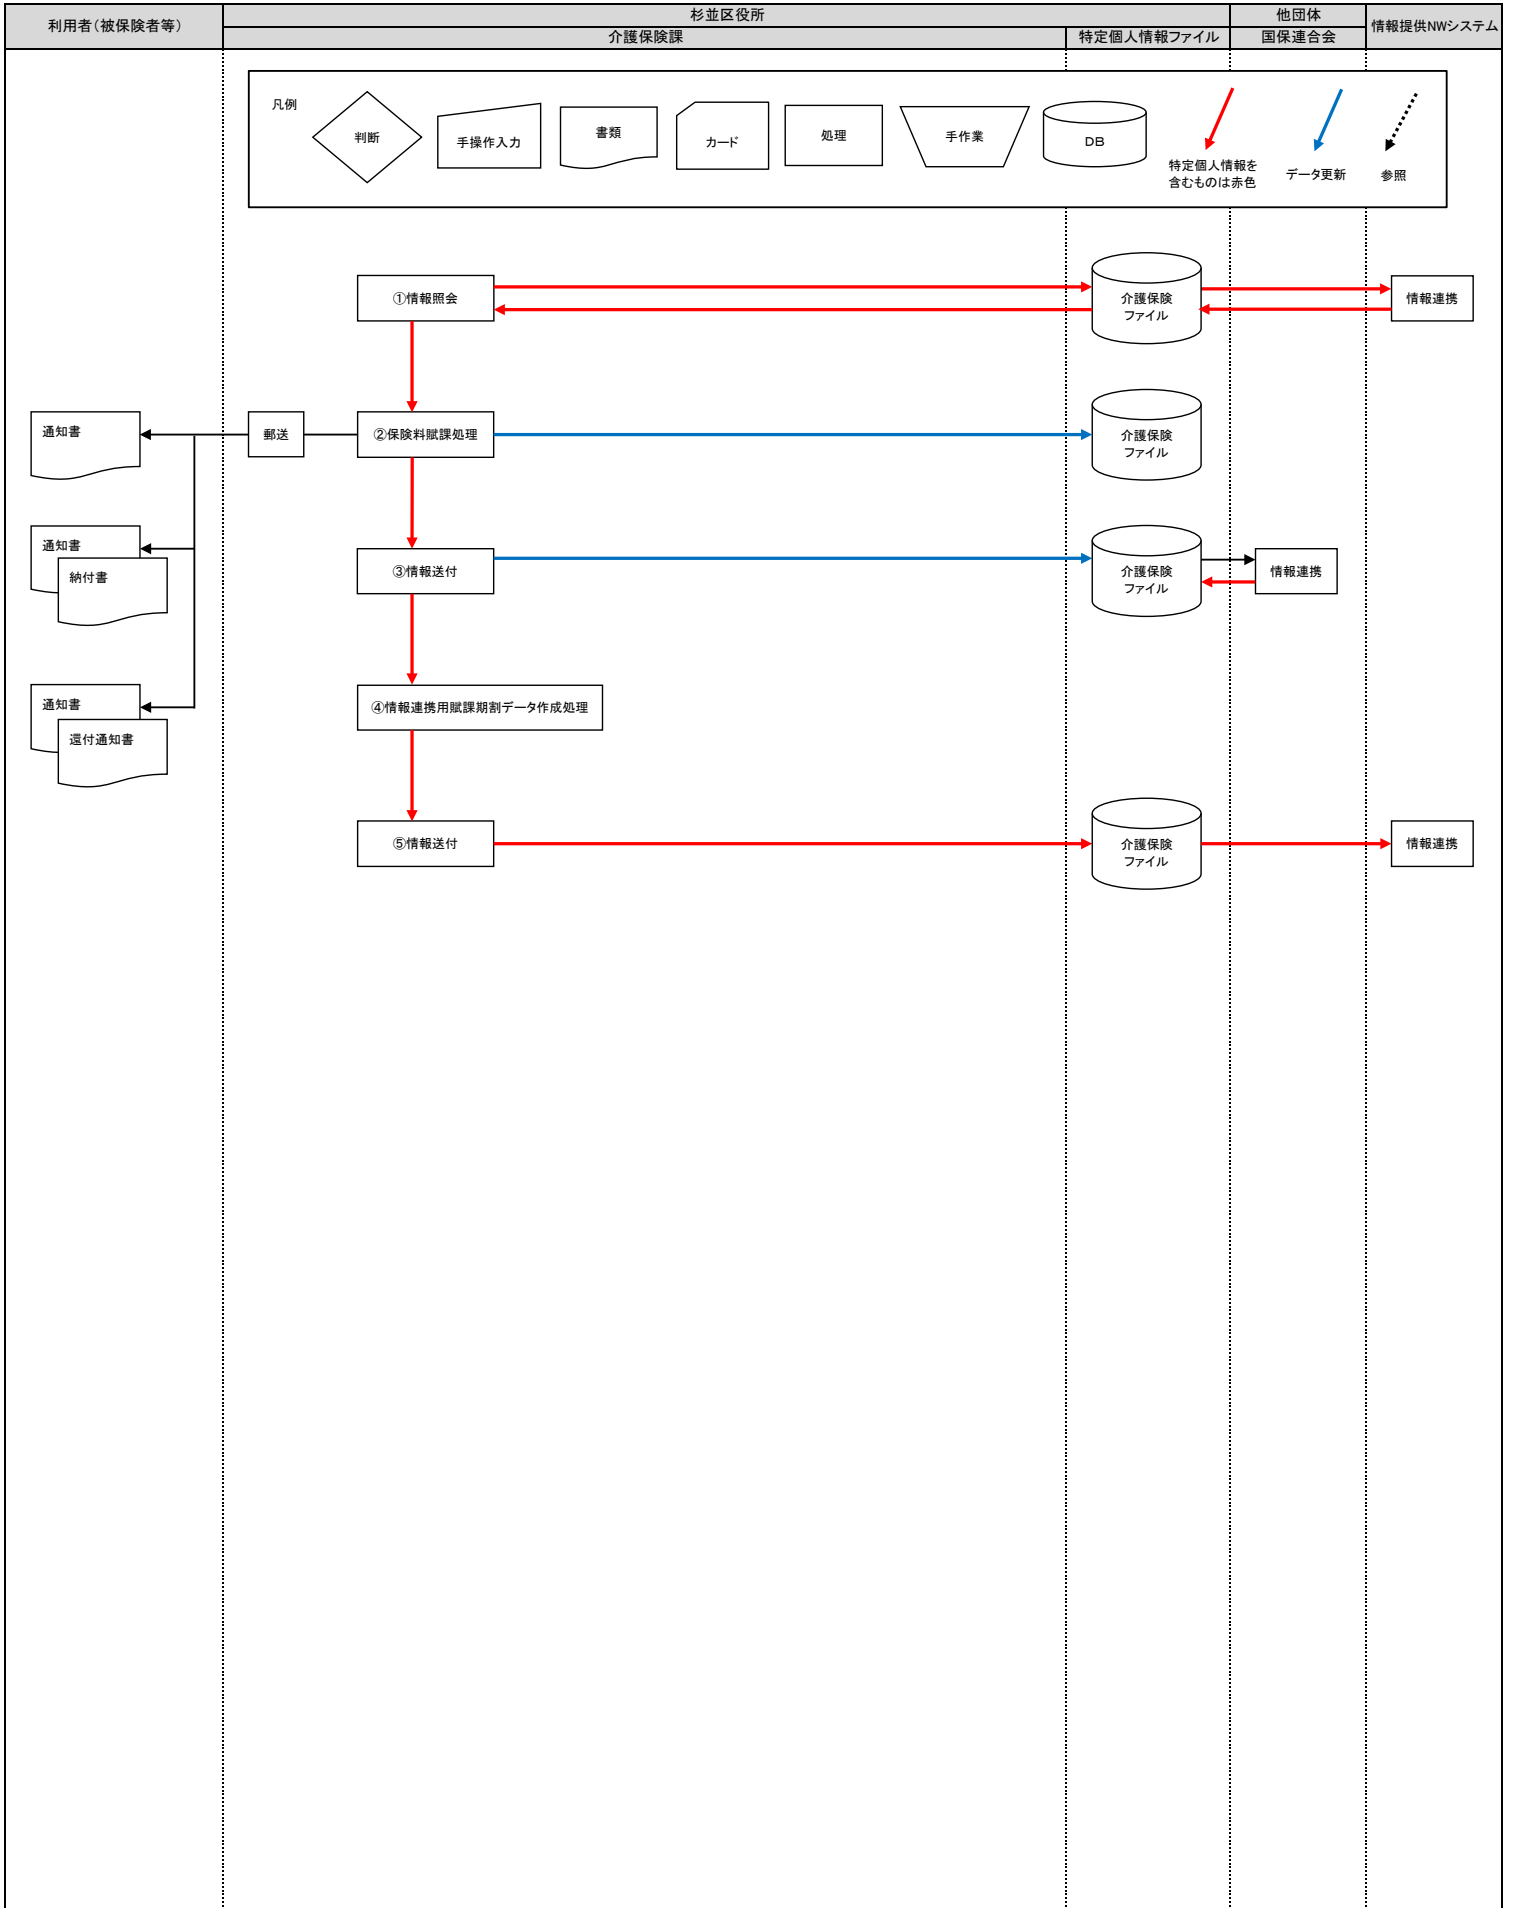 利用者（被保険者等）
杉並区役所
他団体
情報提供NWシステム
介護保険課
特定個人情報ファイル
国保連合会
凡例
判断
手操作入力
書類
カード
処理
手作業
DB
特定個人情報を
含むものは赤色
データ更新
参照
①情報照会
介護保険
ファイル
情報連携
通知書
郵送
②保険料賦課処理
介護保険
ファイル
通知書
納付書
③情報送付
介護保険
ファイル
情報連携
通知書
還付通知書
④情報連携用賦課期割データ作成処理
⑤情報送付
介護保険
ファイル
情報連携